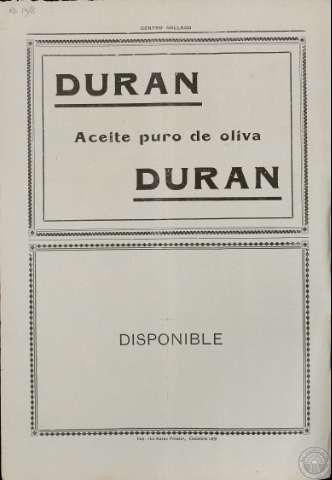 CENTRO GALLEGO
DURAN
Aceite puro de oliva
DURAN
DISPONIBLE